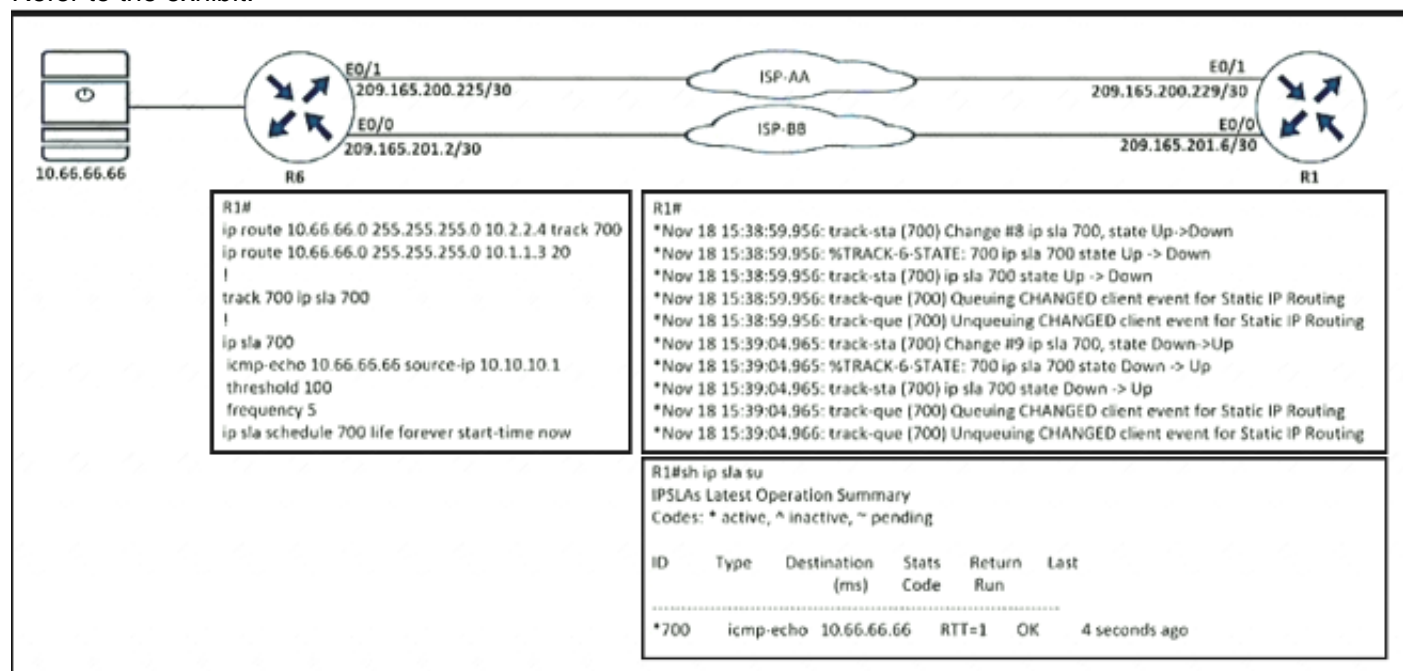 Refer to the exhibit.
E0/1
209.165.200.225/30
ISP-AA
E0/1
209.165.200.229/30
E0/0
209.165.201.2/30
ISP-BB
E0/0
209.165.201.6/30
10.66.66.66
R6
R1
R1#
ip route 10.66.66.0 255.255.255.0 10.2.2.4 track 700
ip route 10.66.66.0 255.255.255.0 10.1.1.3 20
!
track 700 ip sla 700
!
ip sla 700
icmp-echo 10.66.66.66 source-ip 10.10.10.1
threshold 100
frequency 5
ip sla schedule 700 life forever start-time now
R1#
*Nov 18 15:38:59.956: track-sta (700) Change #8 ip sla 700, state Up->Down
*Nov 18 15:38:59.956: %TRACK-6-STATE: 700 ip sla 700 state Up -> Down
*Nov 18 15:38:59.956: track-sta (700) ip sla 700 state Up -> Down
*Nov 18 15:38:59.956: track-que (700) Queuing CHANGED client event for Static IP Routing
*Nov 18 15:38:59.956: track-que (700) Unqueuing CHANGED client event for Static IP Routing
*Nov 18 15:39:04.965: track-sta (700) Change #9 ip sla 700, state Down->Up
*Nov 18 15:39:04.965: %TRACK-6-STATE: 700 ip sla 700 state Down -> Up
*Nov 18 15:39:04.965: track-sta (700) ip sla 700 state Down -> Up
*Nov 18 15:39:04.965: track-que (700) Queuing CHANGED client event for Static IP Routing
*Nov 18 15:39:04.966: track-que (700) Unqueuing CHANGED client event for Static IP Routing
R1#sh ip sla su
IPSLAs Latest Operation Summary
Codes: * active, ^ inactive, ~ pending
ID Type Destination Stats Return Last
(ms) Code Run
*700 icmp-echo 10.66.66.66 RTT=1 OK 4 seconds ago